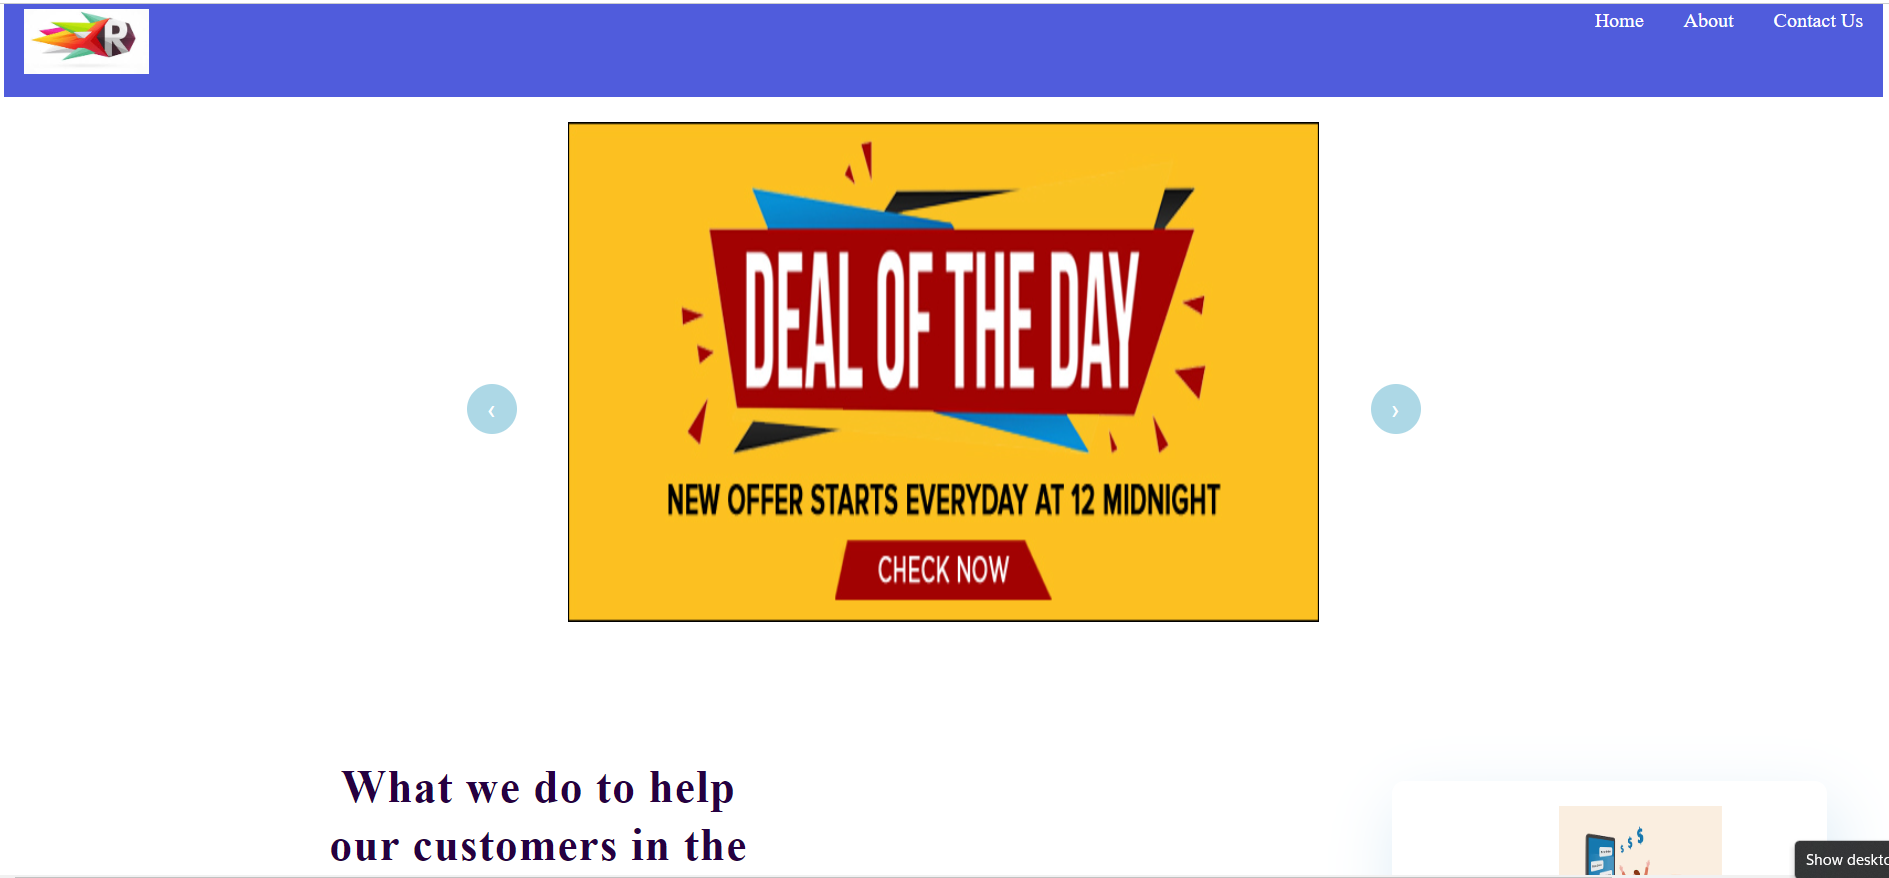 R
Home About Contact Us
DEAL OF THE DAY
NEW OFFER STARTS EVERYDAY AT 12 MIDNIGHT
CHECK NOW
‹ ›
What we do to help
our customers in the
$ $ $
Show deskto